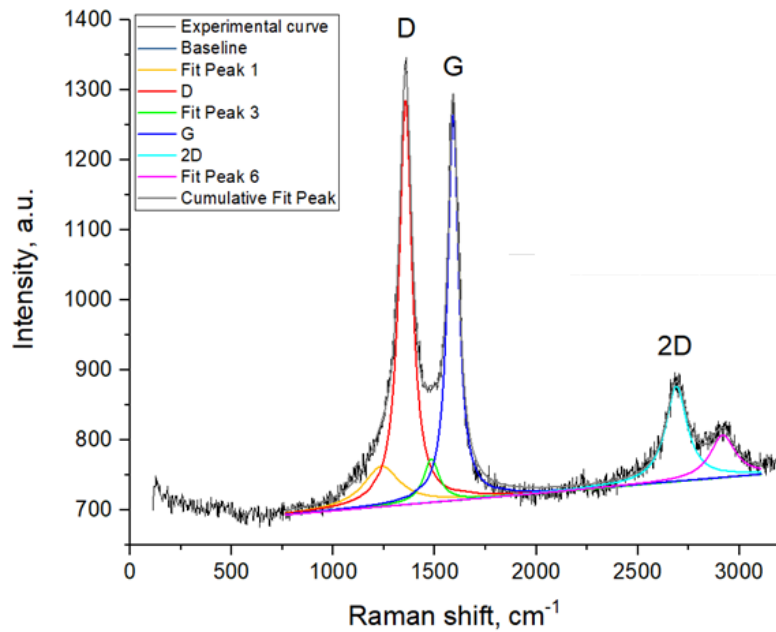 1400
1300
1200
1100
1000
900
800
700
Intensity, a.u.
Experimental curve
Baseline
Fit Peak 1
D
Fit Peak 3
G
2D
Fit Peak 6
Cumulative Fit Peak
D
G
2D
0 500 1000 1500 2000 2500 3000
Raman shift, cm⁻¹